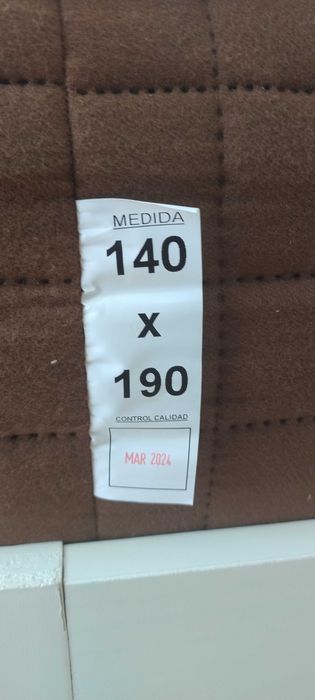 MEDIDA
140
x
190
CONTROL CALIDAD
MAR 2024